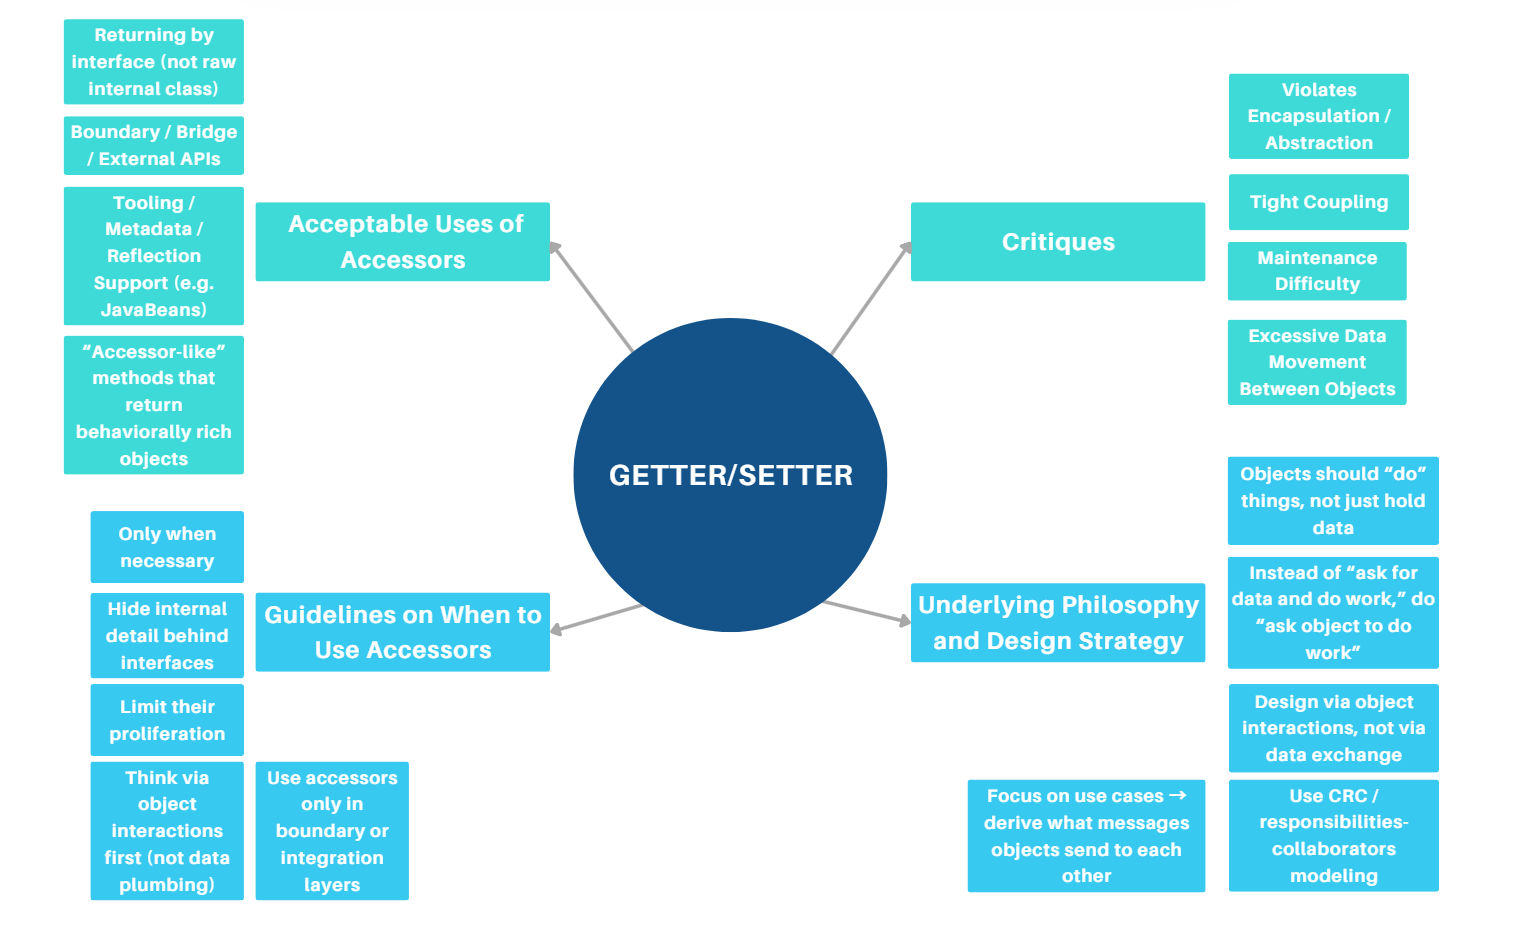 Returning by
interface (not raw
internal class)
Boundary / Bridge
/ External APIs
Tooling /
Metadata /
Reflection
Support (e.g.
JavaBeans)
“Accessor-like”
methods that
return
behaviorally rich
objects
Acceptable Uses of
Accessors
Critiques
Violates
Encapsulation /
Abstraction
Tight Coupling
Maintenance
Difficulty
Excessive Data
Movement
Between Objects
GETTER/SETTER
Only when
necessary
Hide internal
detail behind
interfaces
Limit their
proliferation
Think via
object
interactions
first (not data
plumbing)
Use accessors
only in
boundary or
integration
layers
Guidelines on When to
Use Accessors
Underlying Philosophy
and Design Strategy
Objects should “do”
things, not just hold
data
Instead of “ask for
data and do work,” do
“ask object to do
work”
Design via object
interactions, not via
data exchange
Focus on use cases →
derive what messages
objects send to each
other
Use CRC /
responsibilities-
collaborators
modeling